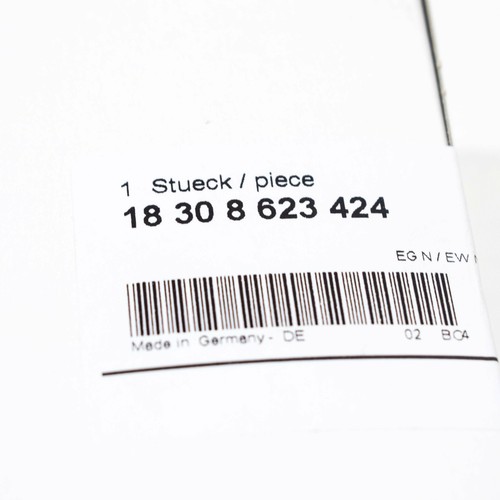 1 Stueck / piece
18 30 8 623 424
EG N / EW
Made in Germany - DE 02 BC4